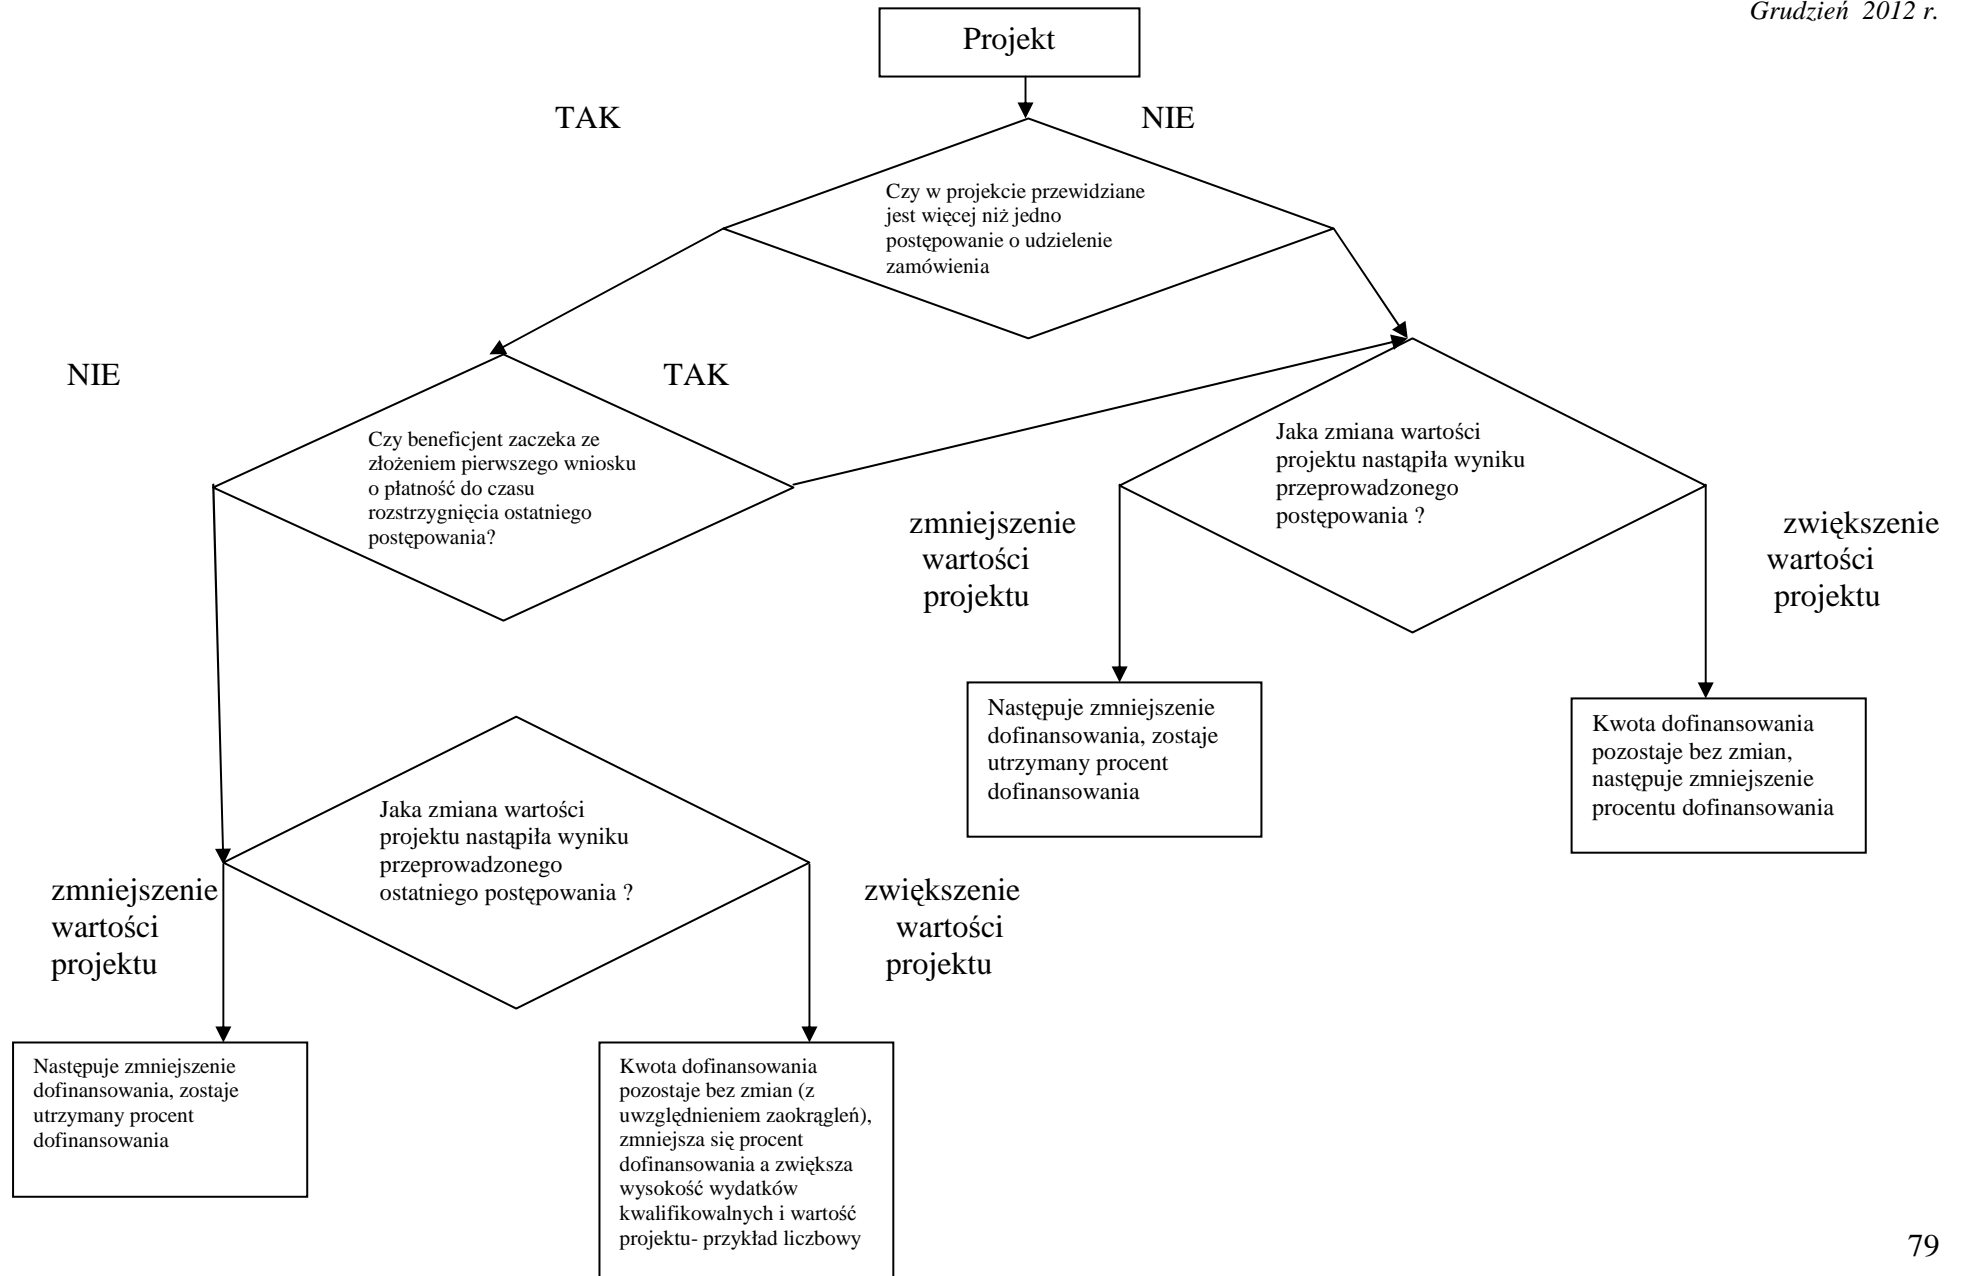 Grudzień 2012 r.
Projekt
TAK
NIE
Czy w projekcie przewidziane
jest więcej niż jedno
postępowanie o udzielenie
zamówienia
NIE
TAK
Czy beneficjent zaczeka ze
złożeniem pierwszego wniosku
o płatność do czasu
rozstrzygnięcia ostatniego
postępowania?
Jaka zmiana wartości
projektu nastąpiła wyniku
przeprowadzonego
postępowania ?
zmniejszenie
wartości
projektu
zwiększenie
wartości
projektu
Następuje zmniejszenie
dofinansowania, zostaje
utrzymany procent
dofinansowania
Kwota dofinansowania
pozostaje bez zmian,
następuje zmniejszenie
procentu dofinansowania
Jaka zmiana wartości
projektu nastąpiła wyniku
przeprowadzonego
ostatniego postępowania ?
zmniejszenie
wartości
projektu
zwiększenie
wartości
projektu
Następuje zmniejszenie
dofinansowania, zostaje
utrzymany procent
dofinansowania
Kwota dofinansowania
pozostaje bez zmian (z
uwzględnieniem zaokrągleń),
zmniejsza się procent
dofinansowania a zwiększa
wysokość wydatków
kwalifikowalnych i wartość
projektu- przykład liczbowy
79